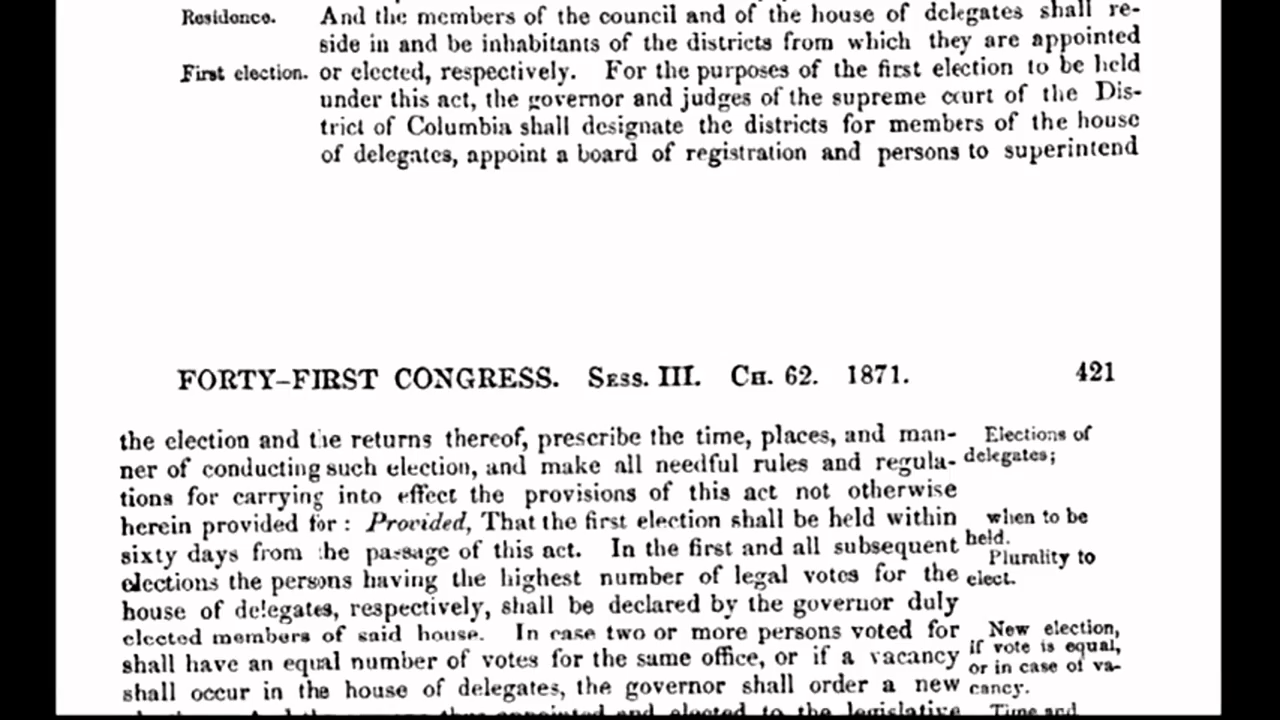 Residence.
And the members of the council and of the house of delegates shall re-
side in and be inhabitants of the districts from which they are appointed
First election.
or elected, respectively. For the purposes of the first election to be held
under this act, the governor and judges of the supreme court of the Dis-
trict of Columbia shall designate the districts for members of the house
of delegates, appoint a board of registration and persons to superintend
FORTY-FIRST CONGRESS. SESS. III. CH. 62. 1871.
421
the election and the returns thereof, prescribe the time, places, and man-
Elections of
ner of conducting such election, and make all needful rules and regula-
delegates;
tions for carrying into effect the provisions of this act not otherwise
herein provided for: Provided, That the first election shall be held within
when to be
sixty days from the passage of this act. In the first and all subsequent
held.
Plurality to
elections the persons having the highest number of legal votes for the
elect.
house of delegates, respectively, shall be declared by the governor duly
elected members of said house. In case two or more persons voted for
New election,
shall have an equal number of votes for the same office, or if a vacancy
if vote is equal,
or in case of va-
shall occur in the house of delegates, the governor shall order a new
cancy.
appointed and elected to the legislative
Time and